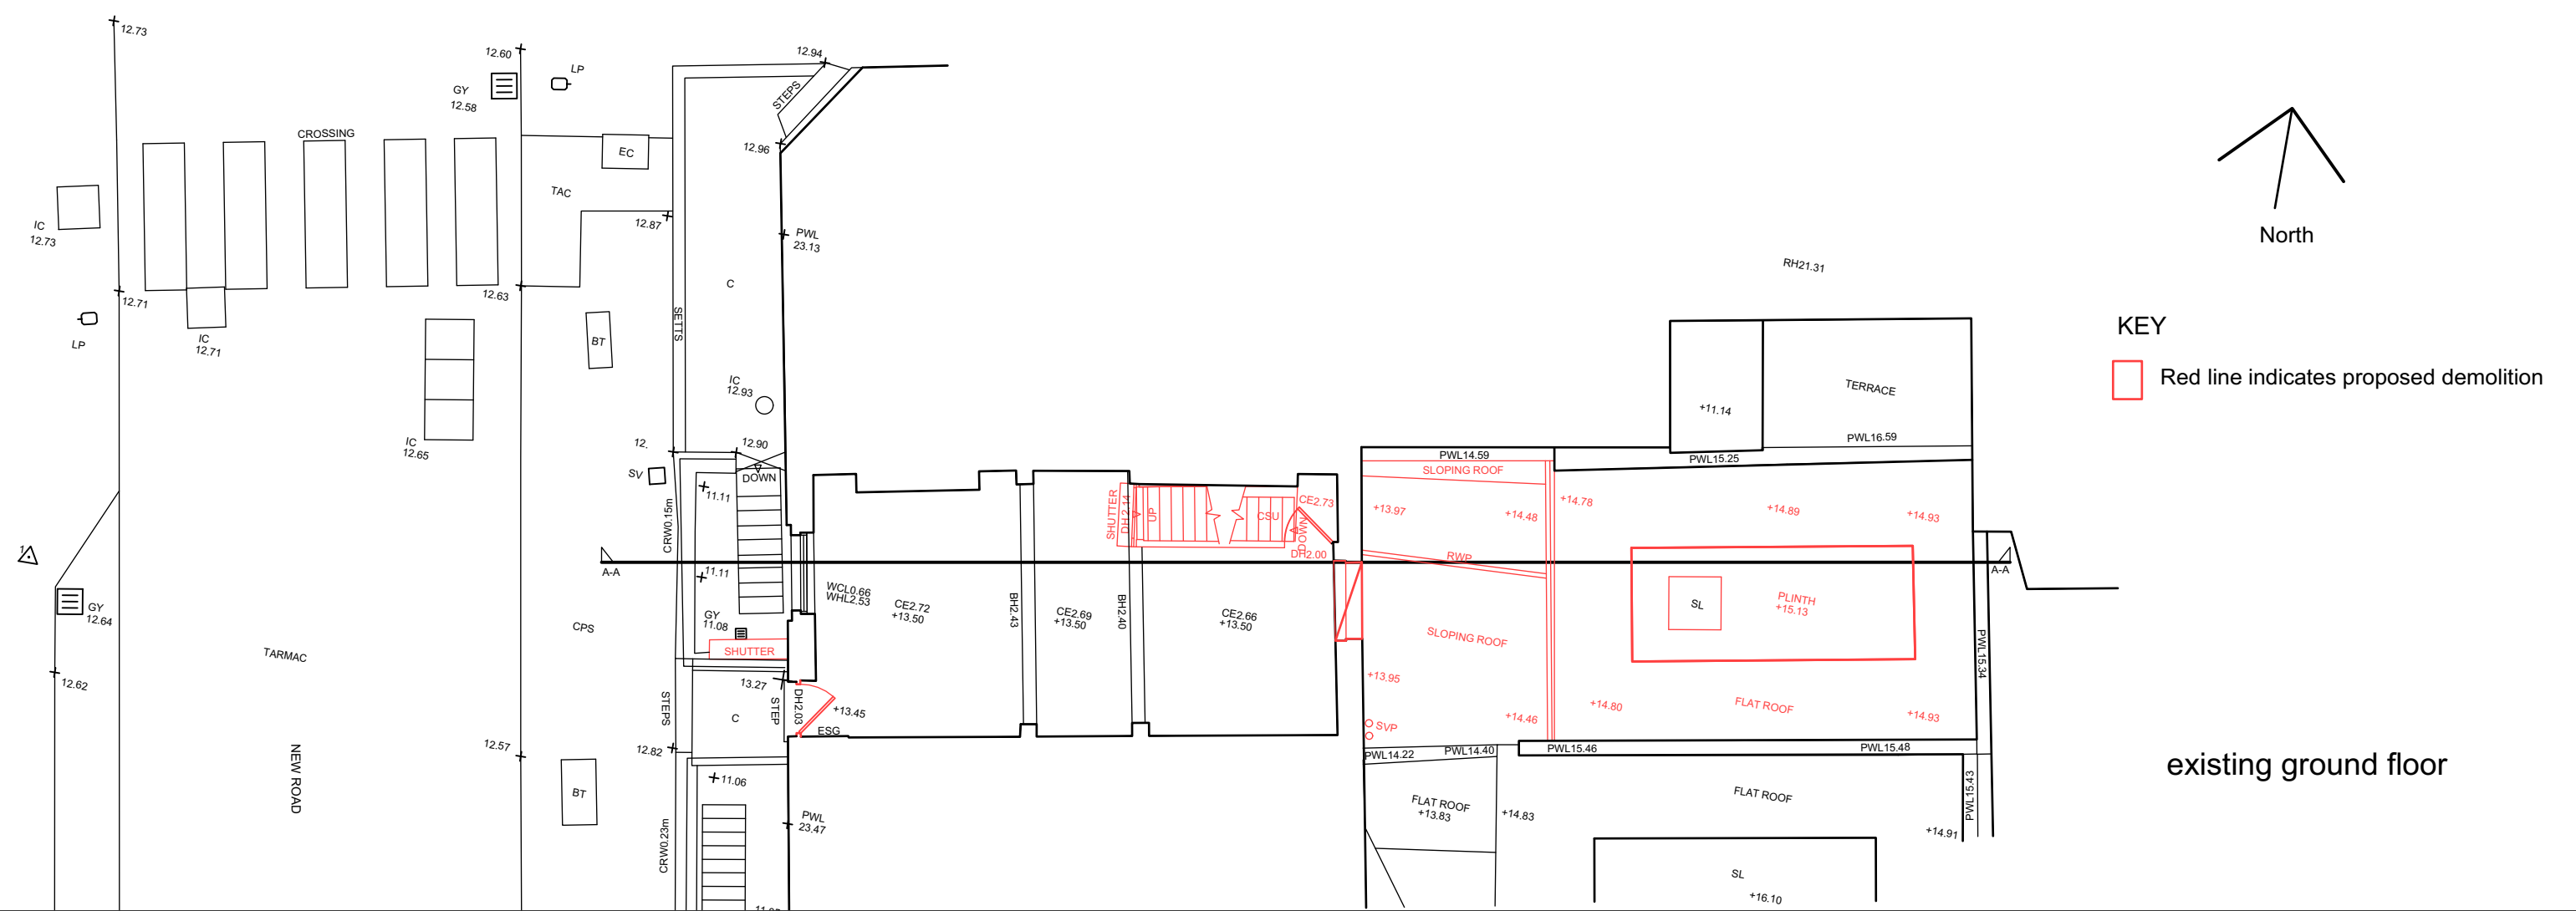 12.73
12.60
LP
12.94
GY
12.58
STEPS
CROSSING
12.96
EC
TAC
IC
12.73
12.87
PWL
23.13
North
RH21.31
C
12.71
12.63
LP
IC
12.71
SETTS
BT
KEY
Red line indicates proposed demolition
IC
12.93
TERRACE
+11.14
IC
12.65
12.
12.90
PWL16.59
PWL14.59
PWL15.25
SV
DOWN
SLOPING ROOF
11.11
CRW0.15m
SHUTTER
DH2.14
UP
CSU
CE2.73
DOWN
DH2.00
+13.97
+14.48
+14.78
+14.89
+14.93
1
A-A
RWP
A-A
11.11
WCL0.66
WHL2.53
CE2.72
+13.50
BH2.43
CE2.69
+13.50
BH2.40
CE2.66
+13.50
SL
PLINTH
+15.13
GY
12.64
GY
11.08
CPS
SHUTTER
SLOPING ROOF
TARMAC
PWL15.34
12.62
13.27
+13.95
STEPS
C
STEP
DH2.03
+13.45
ESG
SVP
+14.46
+14.80
FLAT ROOF
+14.93
12.57
12.82
PWL14.22
PWL14.40
PWL15.46
PWL15.48
NEW ROAD
existing ground floor
BT
11.06
PWL
23.47
CRW0.23m
FLAT ROOF
+13.83
+14.83
FLAT ROOF
PWL15.43
+14.91
SL
+16.10